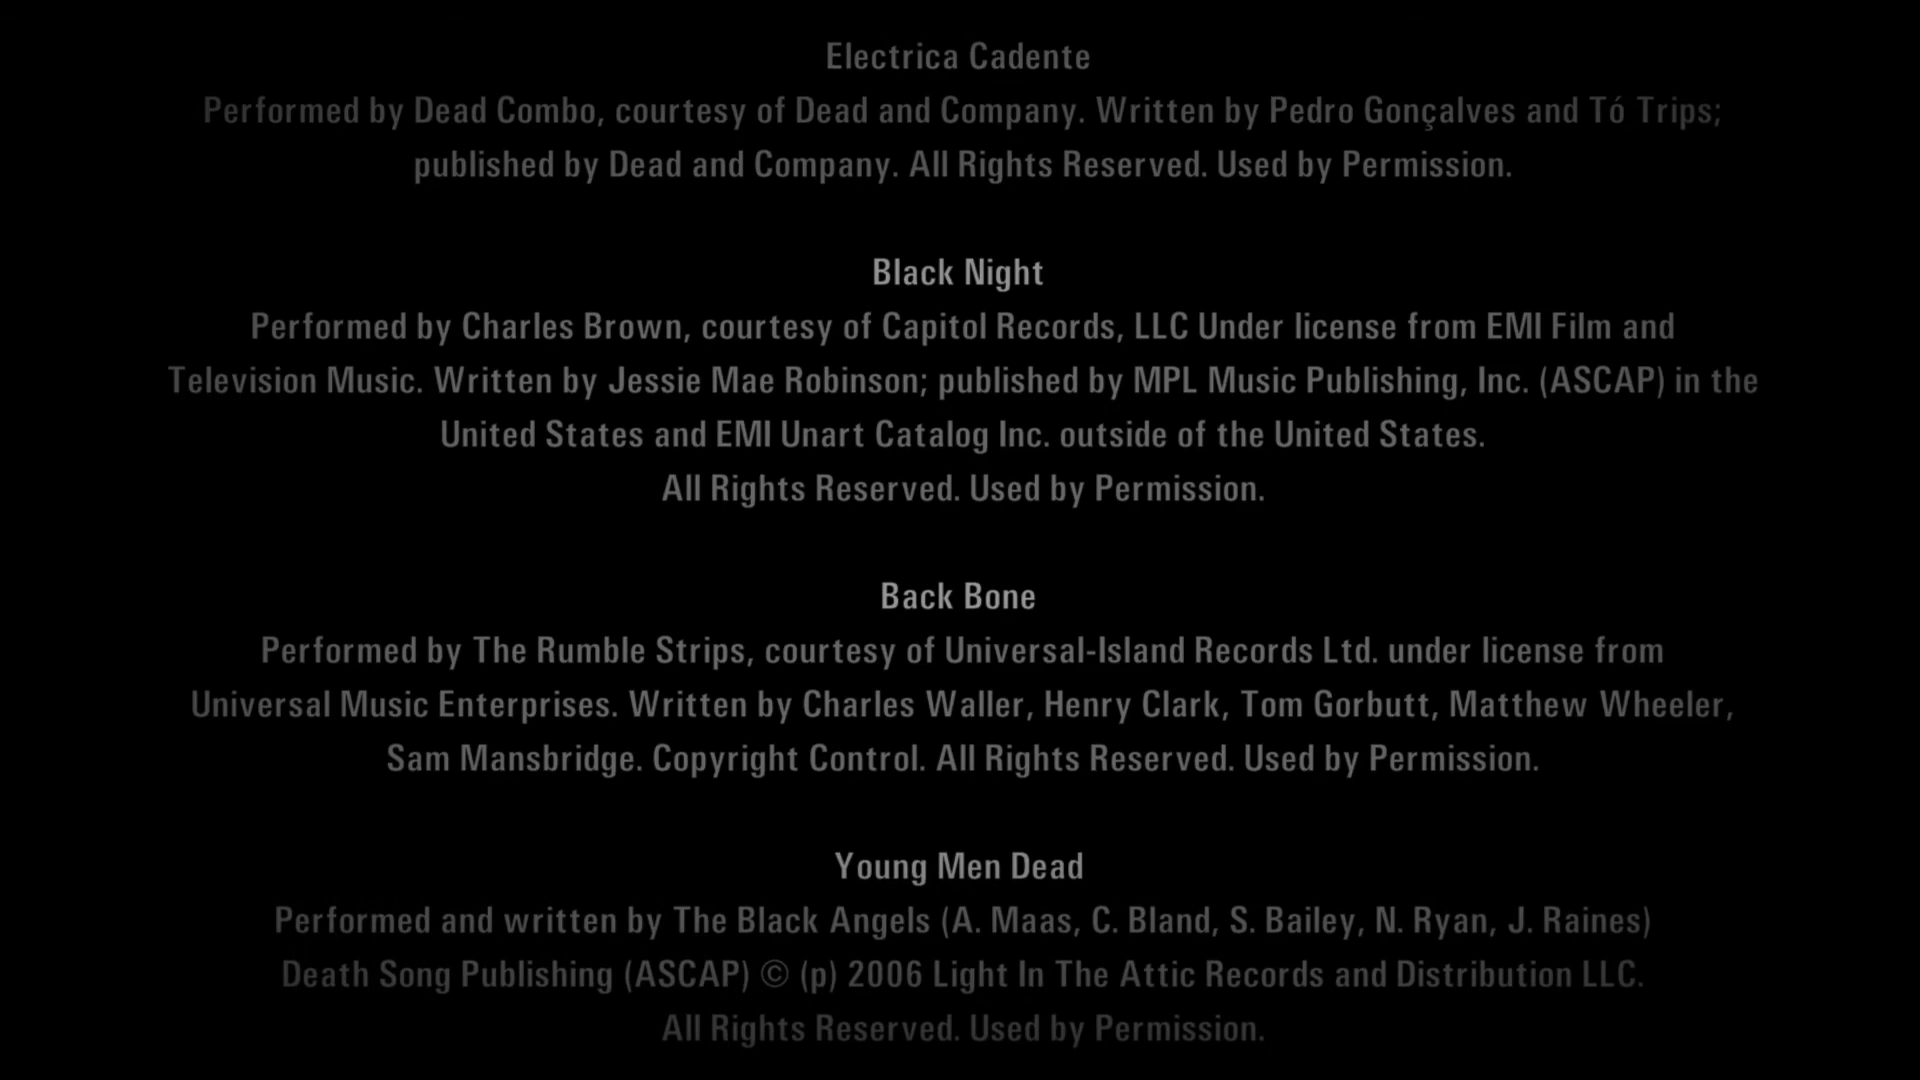 Electrica Cadente
Performed by Dead Combo, courtesy of Dead and Company. Written by Pedro Gonçalves and Tó Trips;
published by Dead and Company. All Rights Reserved. Used by Permission.
Black Night
Performed by Charles Brown, courtesy of Capitol Records, LLC Under license from EMI Film and
Television Music. Written by Jessie Mae Robinson; published by MPL Music Publishing, Inc. (ASCAP) in the
United States and EMI Unart Catalog Inc. outside of the United States.
All Rights Reserved. Used by Permission.
Back Bone
Performed by The Rumble Strips, courtesy of Universal-Island Records Ltd. under license from
Universal Music Enterprises. Written by Charles Waller, Henry Clark, Tom Gorbutt, Matthew Wheeler,
Sam Mansbridge. Copyright Control. All Rights Reserved. Used by Permission.
Young Men Dead
Performed and written by The Black Angels (A. Maas, C. Bland, S. Bailey, N. Ryan, J. Raines)
Death Song Publishing (ASCAP) © (p) 2006 Light In The Attic Records and Distribution LLC.
All Rights Reserved. Used by Permission.